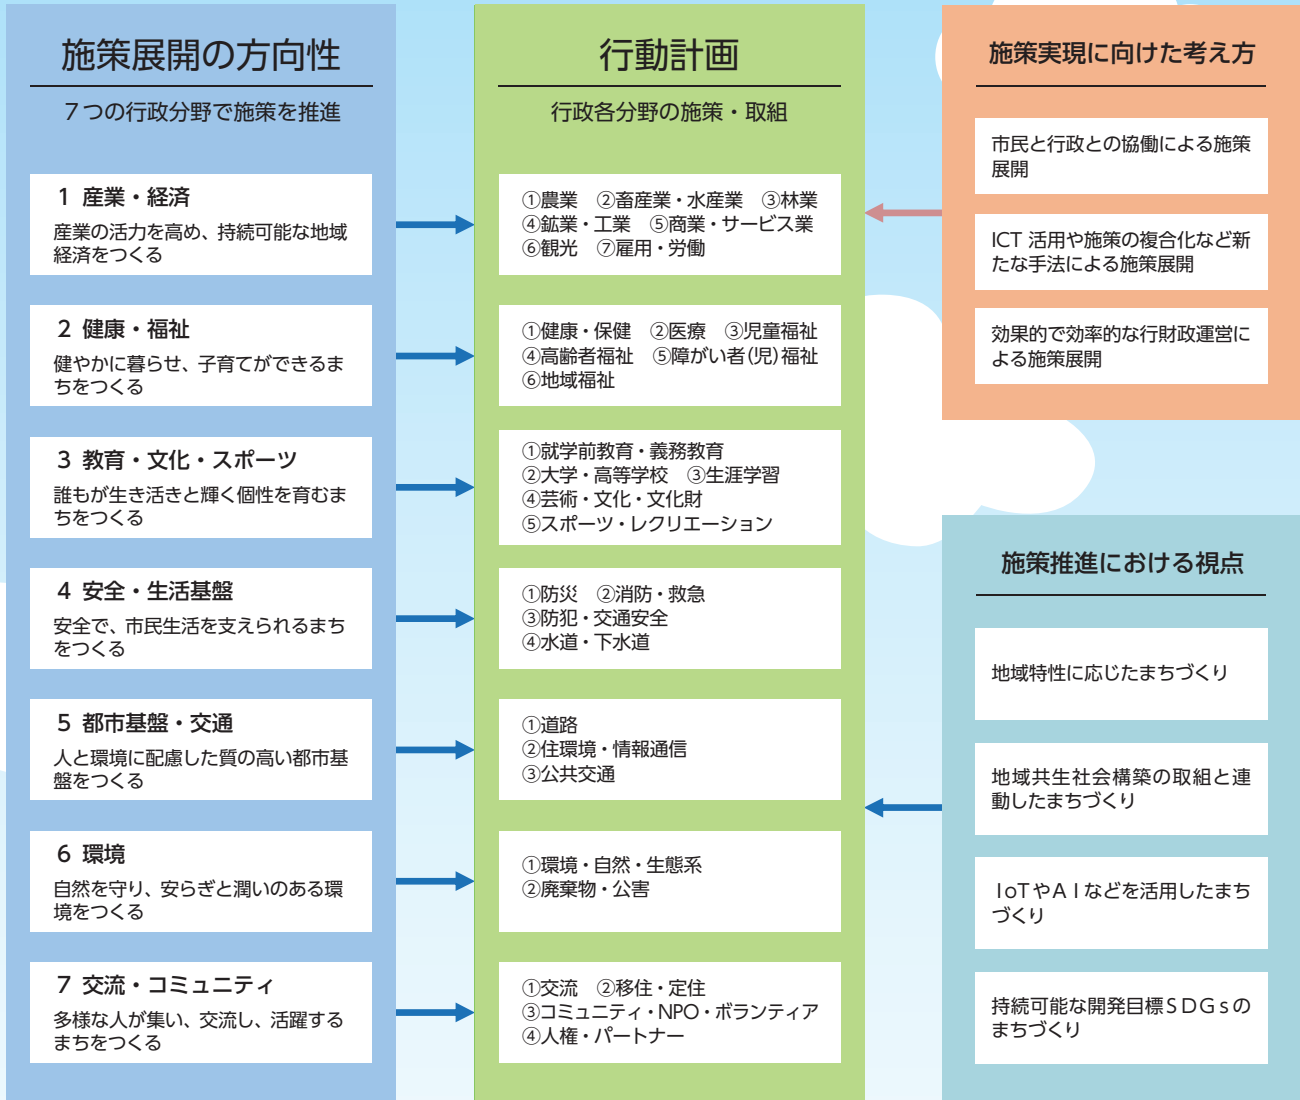 施策展開の方向性
7つの行政分野で施策を推進
1 産業・経済
産業の活力を高め、持続可能な地域
経済をつくる
2 健康・福祉
健やかに暮らせ、子育てができるま
ちをつくる
3 教育・文化・スポーツ
誰もが生き活きと輝く個性を育むま
ちをつくる
4 安全・生活基盤
安全で、市民生活を支えられるまち
をつくる
5 都市基盤・交通
人と環境に配慮した質の高い都市基
盤をつくる
6 環境
自然を守り、安らぎと潤いのある環
境をつくる
7 交流・コミュニティ
多様な人が集い、交流し、活躍する
まちをつくる
行動計画
行政各分野の施策・取組
①農業 ②畜産業・水産業 ③林業
④鉱業・工業 ⑤商業・サービス業
⑥観光 ⑦雇用・労働
①健康・保健 ②医療 ③児童福祉
④高齢者福祉 ⑤障がい者(児)福祉
⑥地域福祉
①就学前教育・義務教育
②大学・高等学校 ③生涯学習
④芸術・文化・文化財
⑤スポーツ・レクリエーション
①防災 ②消防・救急
③防犯・交通安全
④水道・下水道
①道路
②住環境・情報通信
③公共交通
①環境・自然・生態系
②廃棄物・公害
①交流 ②移住・定住
③コミュニティ・NPO・ボランティア
④人権・パートナー
施策実現に向けた考え方
市民と行政との協働による施策
展開
ICT 活用や施策の複合化など新
たな手法による施策展開
効果的で効率的な行財政運営に
よる施策展開
施策推進における視点
地域特性に応じたまちづくり
地域共生社会構築の取組と連
動したまちづくり
IoTやAIなどを活用したまち
づくり
持続可能な開発目標SDGsの
まちづくり